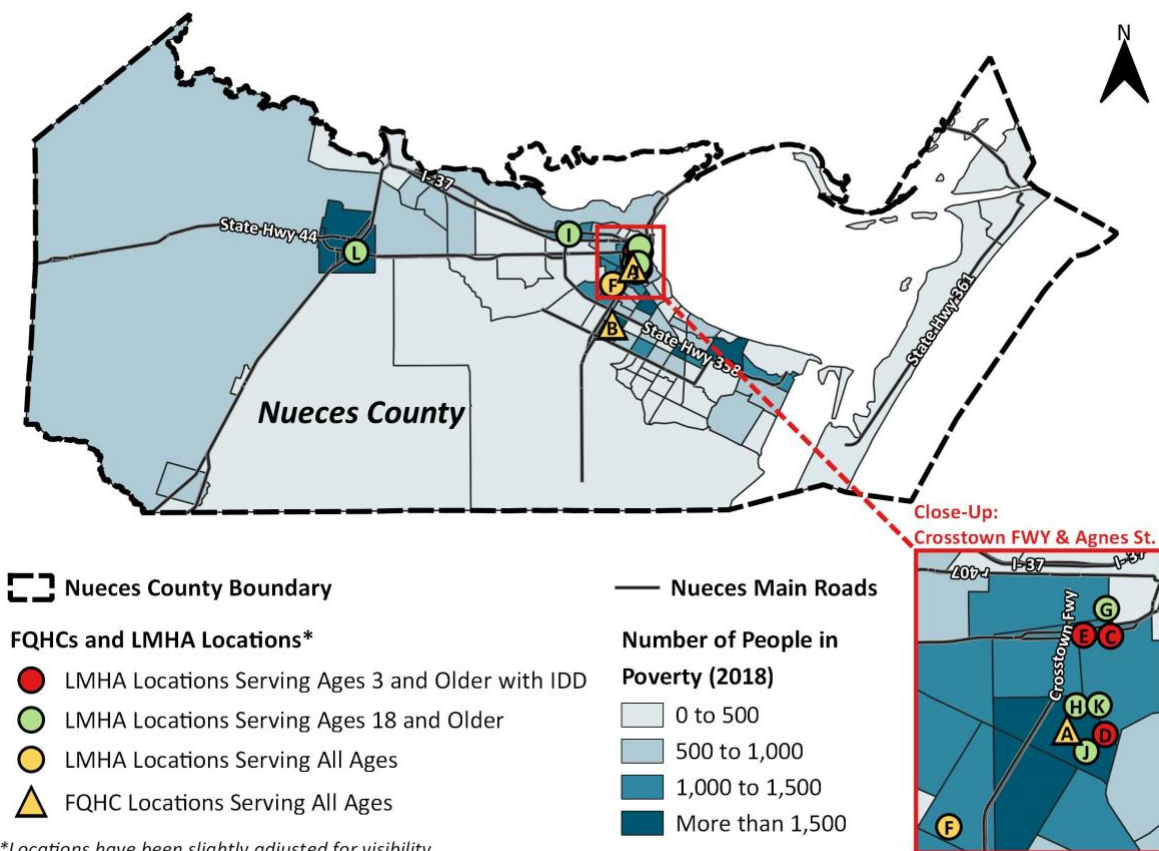 N
I-37
State Hwy 44
I
L
A
F
B
State Hwy 358
State Hwy 361
Nueces County
Close-Up:
Crosstown FWY & Agnes St.
Nueces County Boundary
FQHCs and LMHA Locations*
LMHA Locations Serving Ages 3 and Older with IDD
LMHA Locations Serving Ages 18 and Older
LMHA Locations Serving All Ages
FQHC Locations Serving All Ages
*Locations have been slightly adjusted for visibility
Nueces Main Roads
Number of People in
Poverty (2018)
0 to 500
500 to 1,000
1,000 to 1,500
More than 1,500
I-37
I-37
Crosstown Fwy
G
E C
H K
A D
J
F